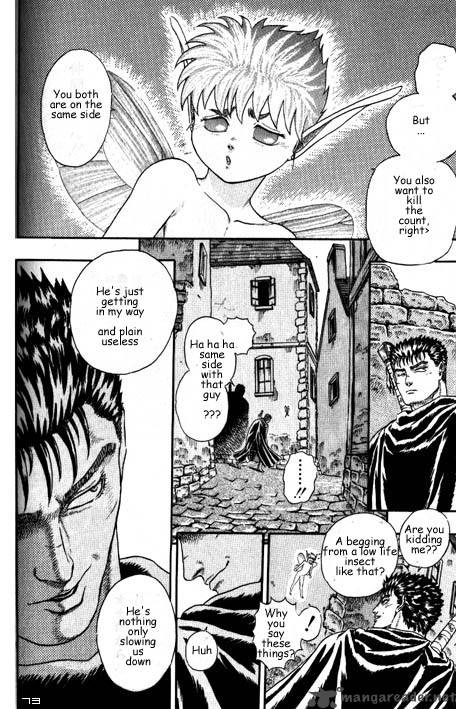 But
...
You also
want to
kill
the
count,
right>
You both
are on the
same side
......!!
Ha ha ha
same
side
with
that
guy
???
He's just
getting
in my way
and plain
useless
Are you
kidding
me??
A begging
from a low life
insect
like that?
!
Why
you
say
these
things?
Huh
He's
nothing
only
slowing
us
down
73
mangareader.net